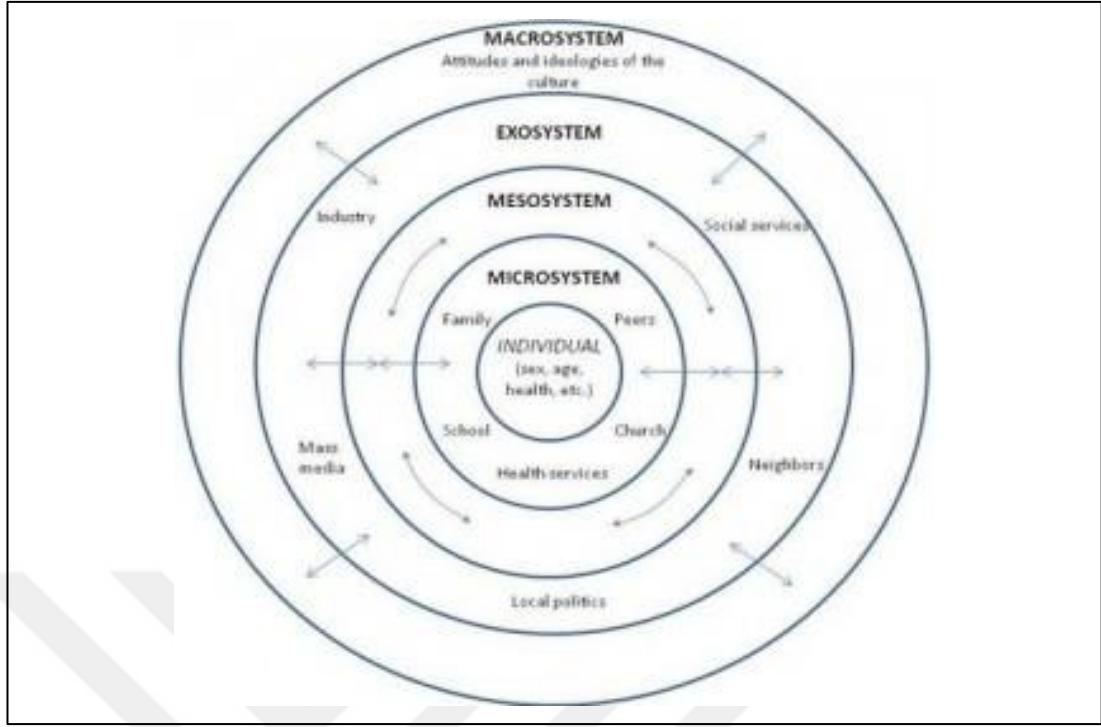 MACROSYSTEM
Attitudes and ideologies of the
culture
EXOSYSTEM
Industry
Social services
MESOSYSTEM
MICROSYSTEM
Family
Peers
INDIVIDUAL
(sex, age,
health, etc.)
School
Church
Health services
Mass
media
Neighbors
Local politics